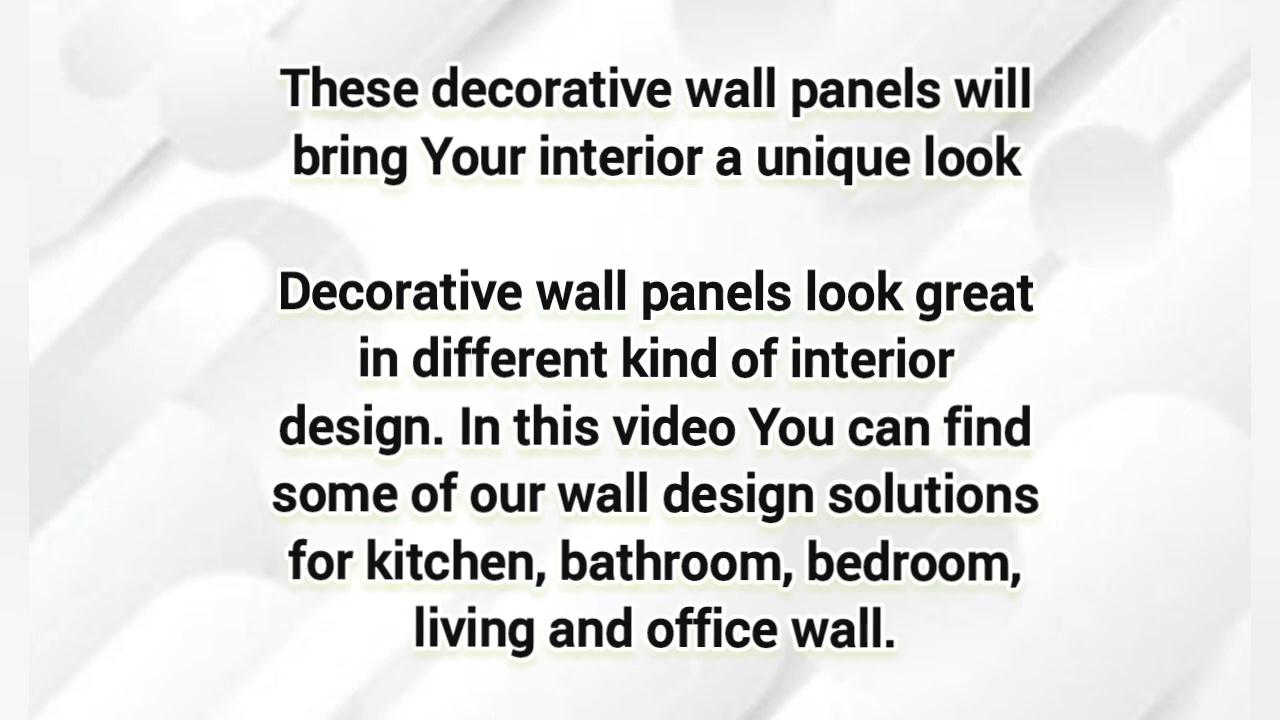 These decorative wall panels will
bring Your interior a unique look
Decorative wall panels look great
in different kind of interior
design. In this video You can find
some of our wall design solutions
for kitchen, bathroom, bedroom,
living and office wall.